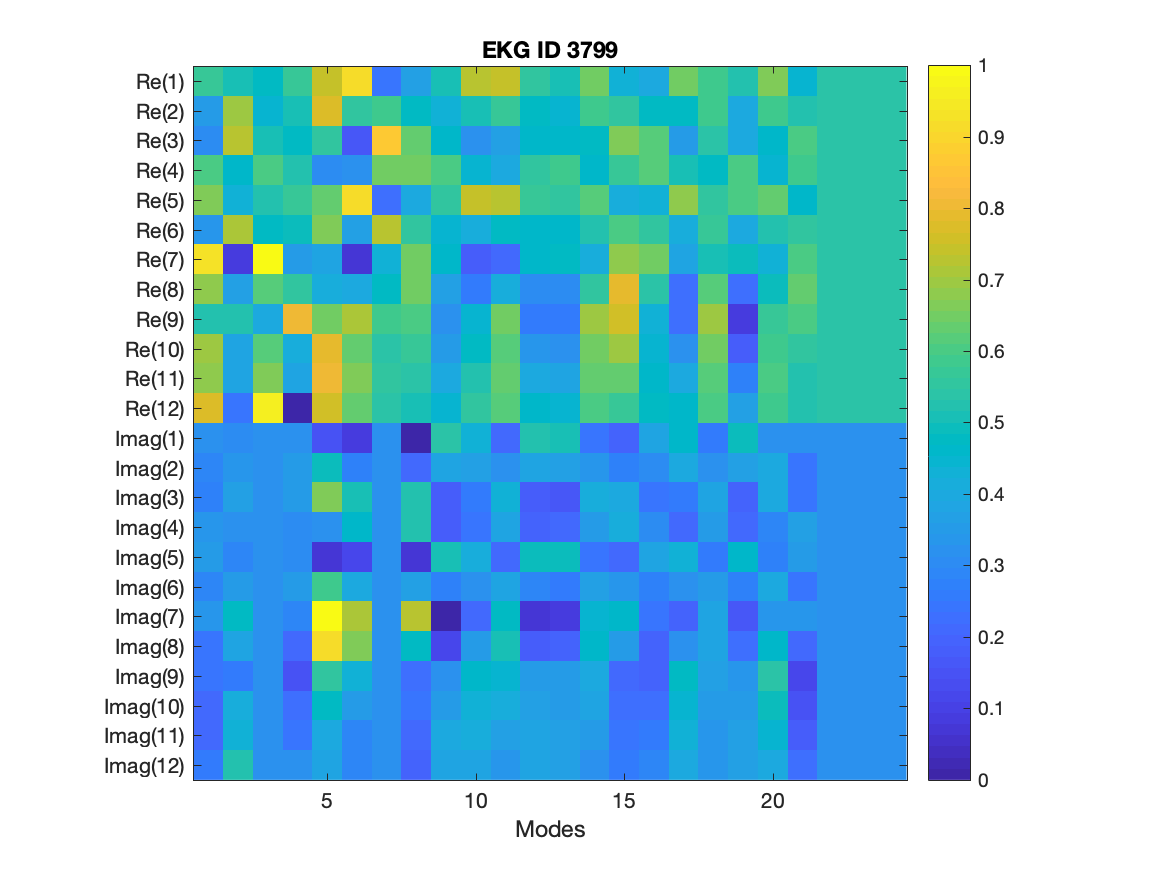 EKG ID 3799
Re(1)
Re(2)
Re(3)
Re(4)
Re(5)
Re(6)
Re(7)
Re(8)
Re(9)
Re(10)
Re(11)
Re(12)
Imag(1)
Imag(2)
Imag(3)
Imag(4)
Imag(5)
Imag(6)
Imag(7)
Imag(8)
Imag(9)
Imag(10)
Imag(11)
Imag(12)
5 10 15 20
Modes
1
0.9
0.8
0.7
0.6
0.5
0.4
0.3
0.2
0.1
0